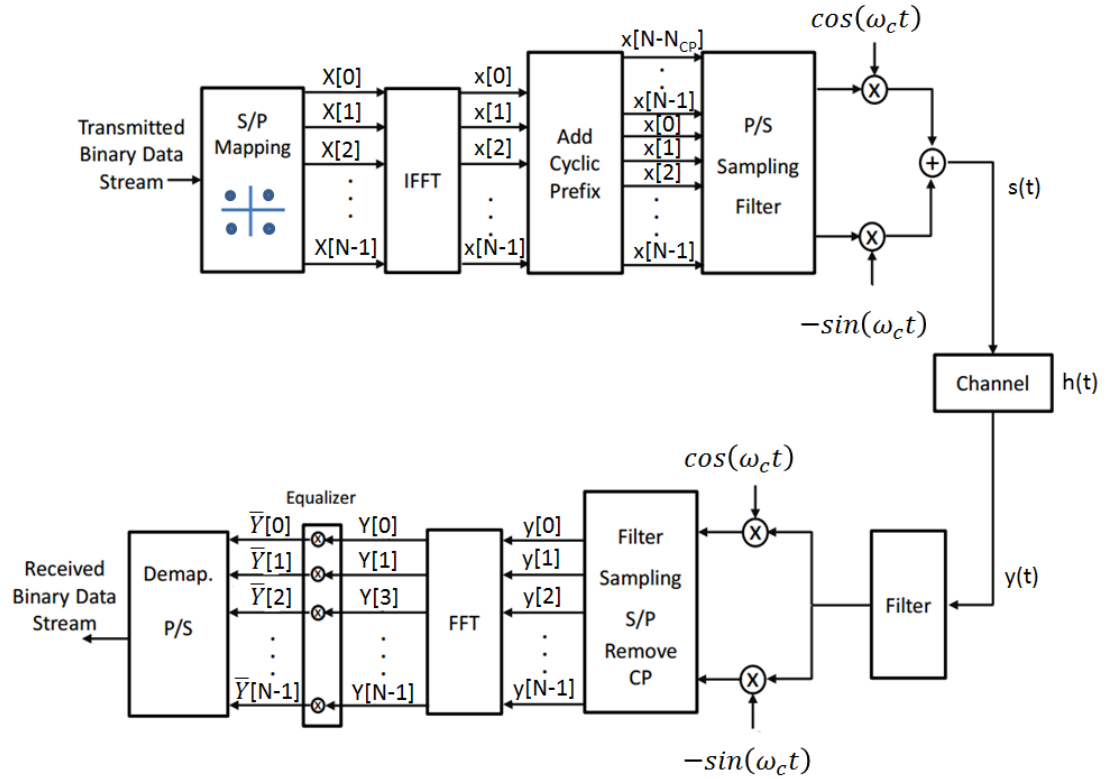 cos(ω_c t)
x[N-N_CP]
X[0]
x[0]
S/P
Mapping
X[1]
x[1]
x[N-1]
P/S
Transmitted
Binary Data
Stream
X[2]
IFFT
x[2]
Add
Cyclic
Prefix
x[0]
x[1]
x[2]
Sampling
Filter
s(t)
X[N-1]
x[N-1]
x[N-1]
-sin(ω_c t)
Channel
h(t)
cos(ω_c t)
Equalizer
Y̅[0]
Y[0]
y[0]
Filter
Received
Binary Data
Stream
Demap.
P/S
Y̅[1]
Y[1]
y[1]
Sampling
Y̅[2]
Y[3]
FFT
y[2]
S/P
Remove
CP
Filter
y(t)
Y̅[N-1]
Y[N-1]
y[N-1]
-sin(ω_c t)